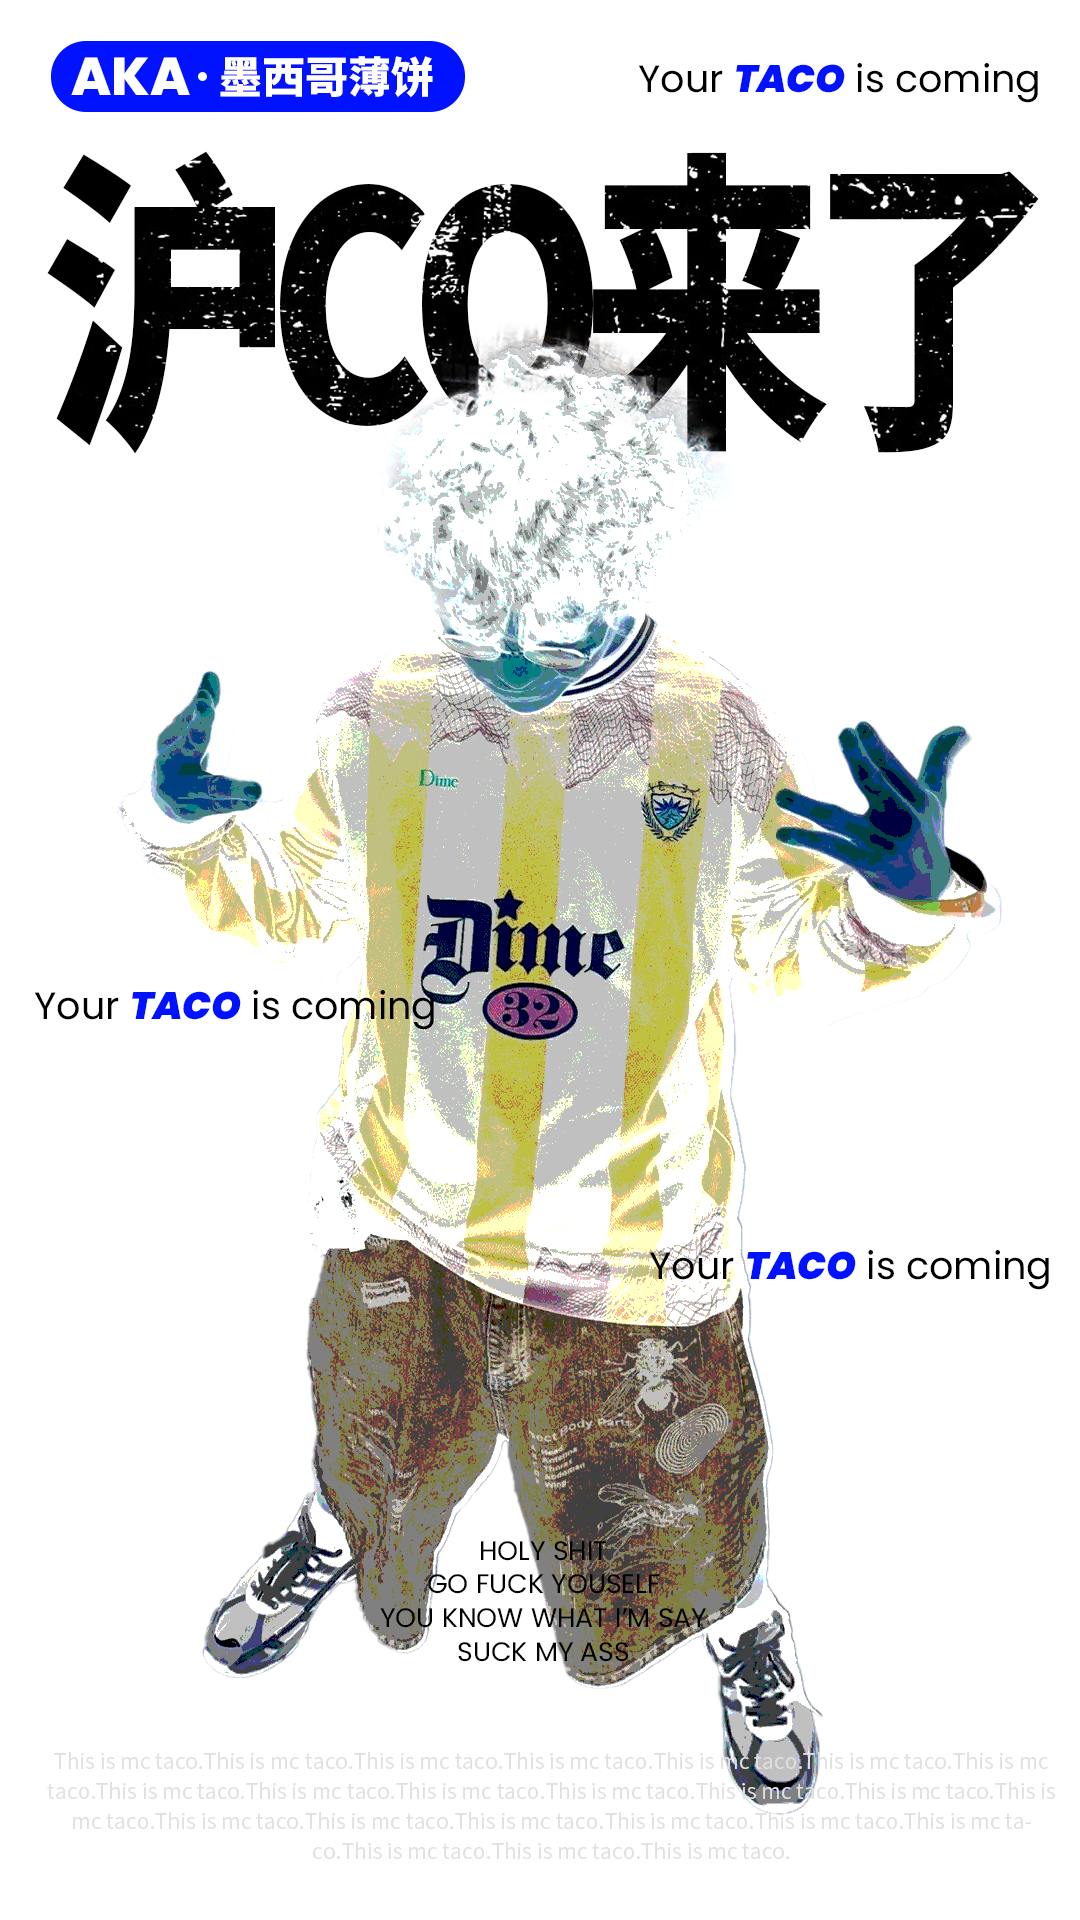 AKA·墨西哥薄饼
Your TACO is coming
沪CO来了
Dime
Dime
32
Your TACO is coming
Your TACO is coming
Body Parts
HOLY SHIT
GO FUCK YOUSELF
YOU KNOW WHAT I'M SAY
SUCK MY ASS
This is mc taco.This is mc taco.This is mc taco.This is mc taco.This is mc taco.This is mc taco.This is mc
taco.This is mc taco.This is mc taco.This is mc taco.This is mc taco.This is mc taco.This is mc taco.This is
mc taco.This is mc taco.This is mc taco.This is mc taco.This is mc taco.This is mc taco.This is mc ta-
co.This is mc taco.This is mc taco.This is mc taco.